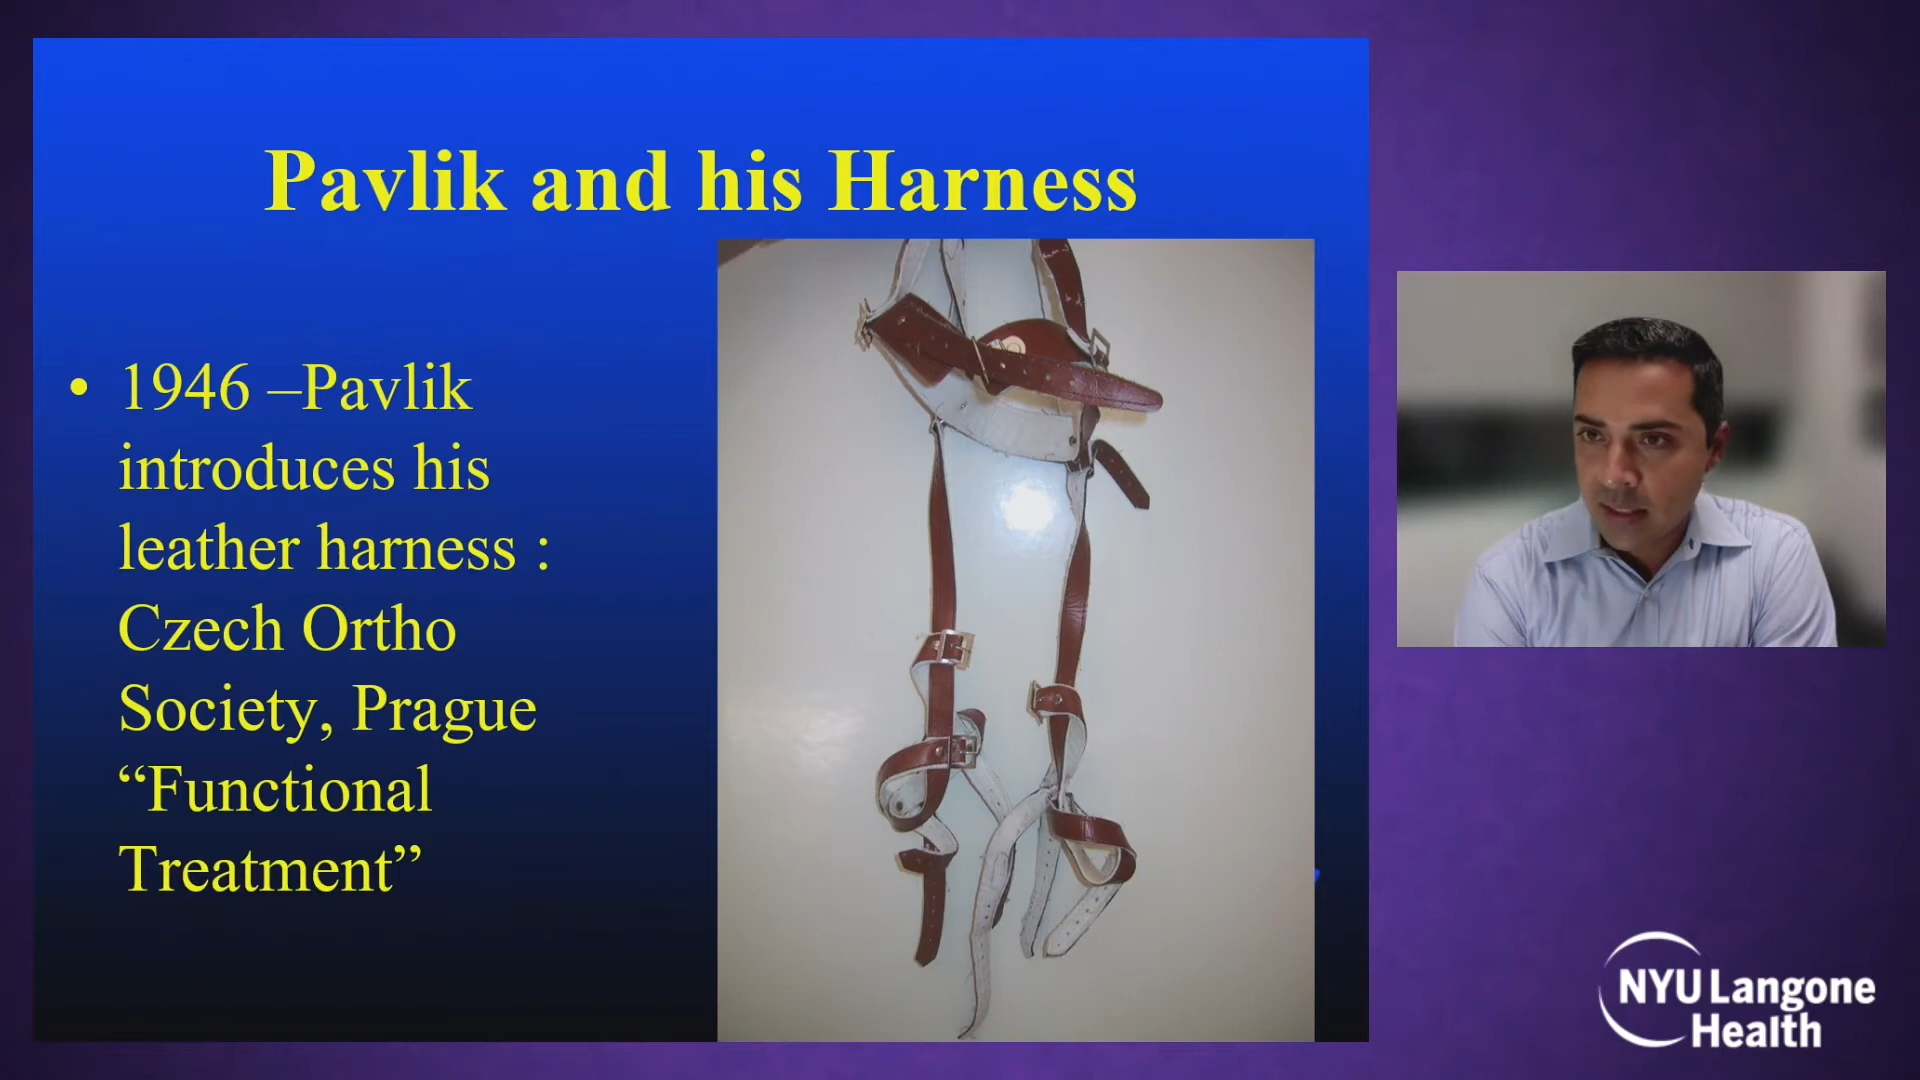 Pavlik and his Harness
• 1946 –Pavlik
introduces his
leather harness :
Czech Ortho
Society, Prague
“Functional
Treatment”
NYU Langone
Health